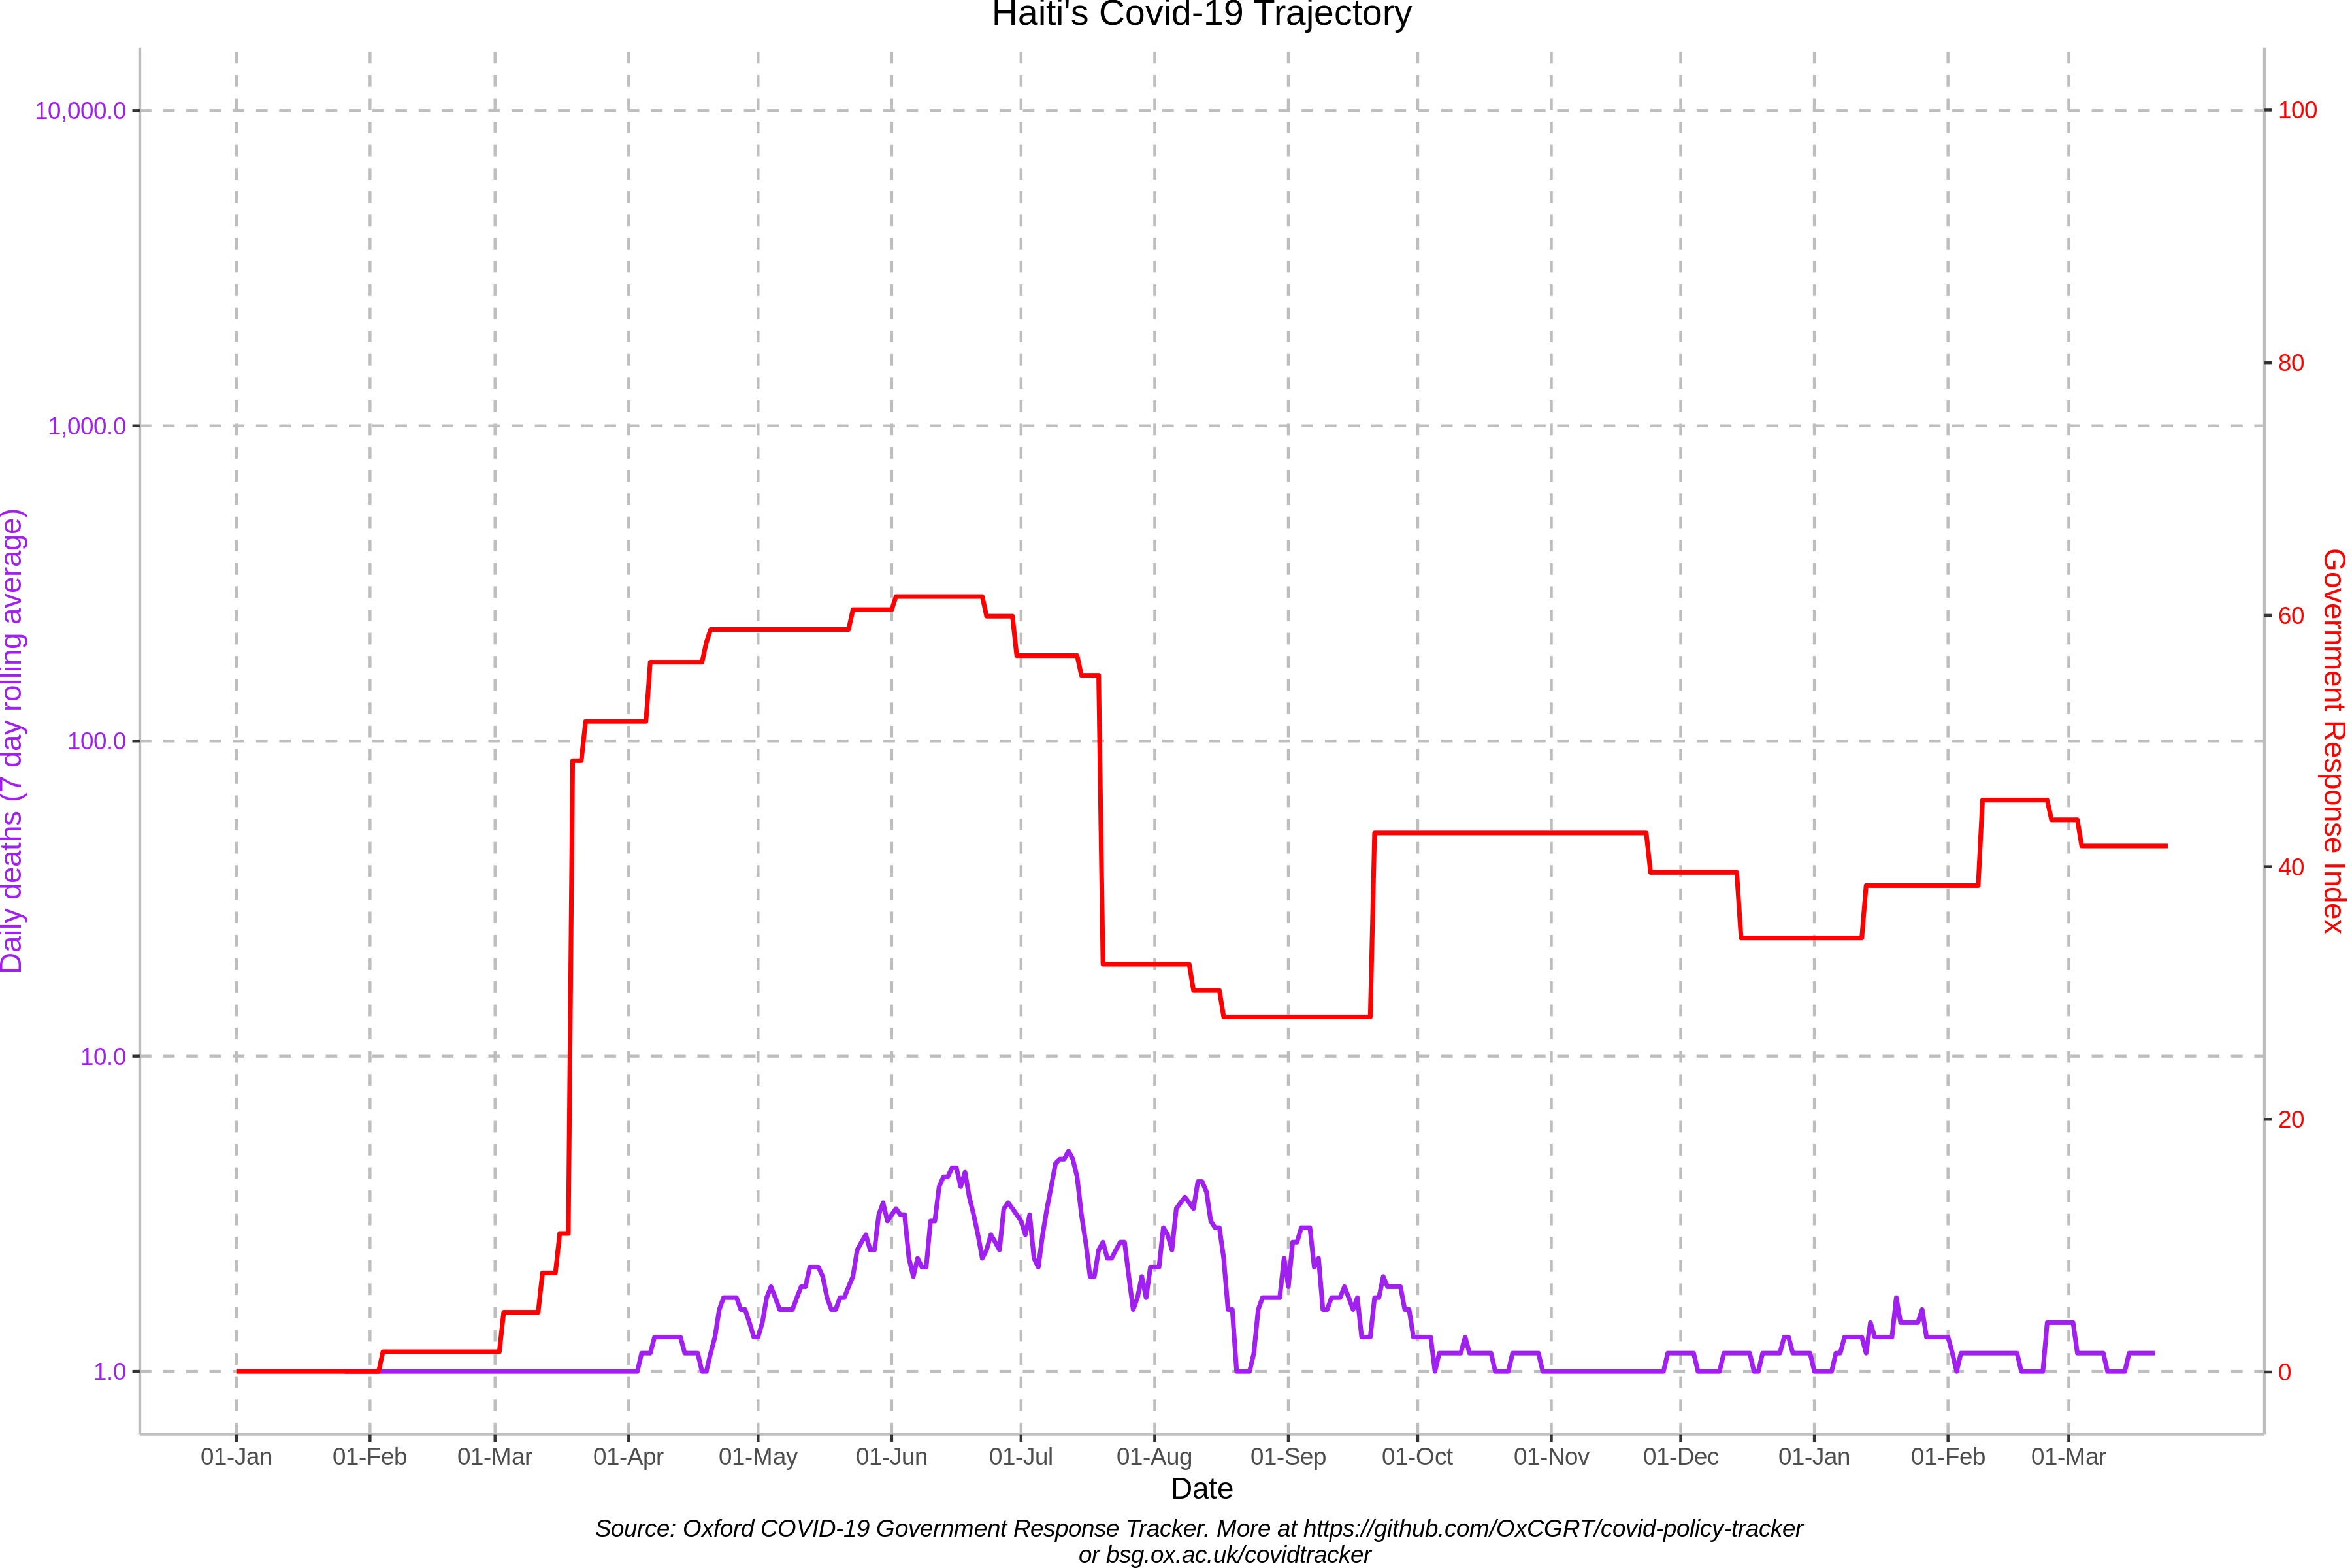 Haiti's Covid-19 Trajectory
10,000.0
1,000.0
100.0
10.0
1.0
Daily deaths (7 day rolling average)
100
80
60
40
20
0
Government Response Index
01-Jan 01-Feb 01-Mar 01-Apr 01-May 01-Jun 01-Jul 01-Aug 01-Sep 01-Oct 01-Nov 01-Dec 01-Jan 01-Feb 01-Mar
Date
Source: Oxford COVID-19 Government Response Tracker. More at https://github.com/OxCGRT/covid-policy-tracker
or bsg.ox.ac.uk/covidtracker